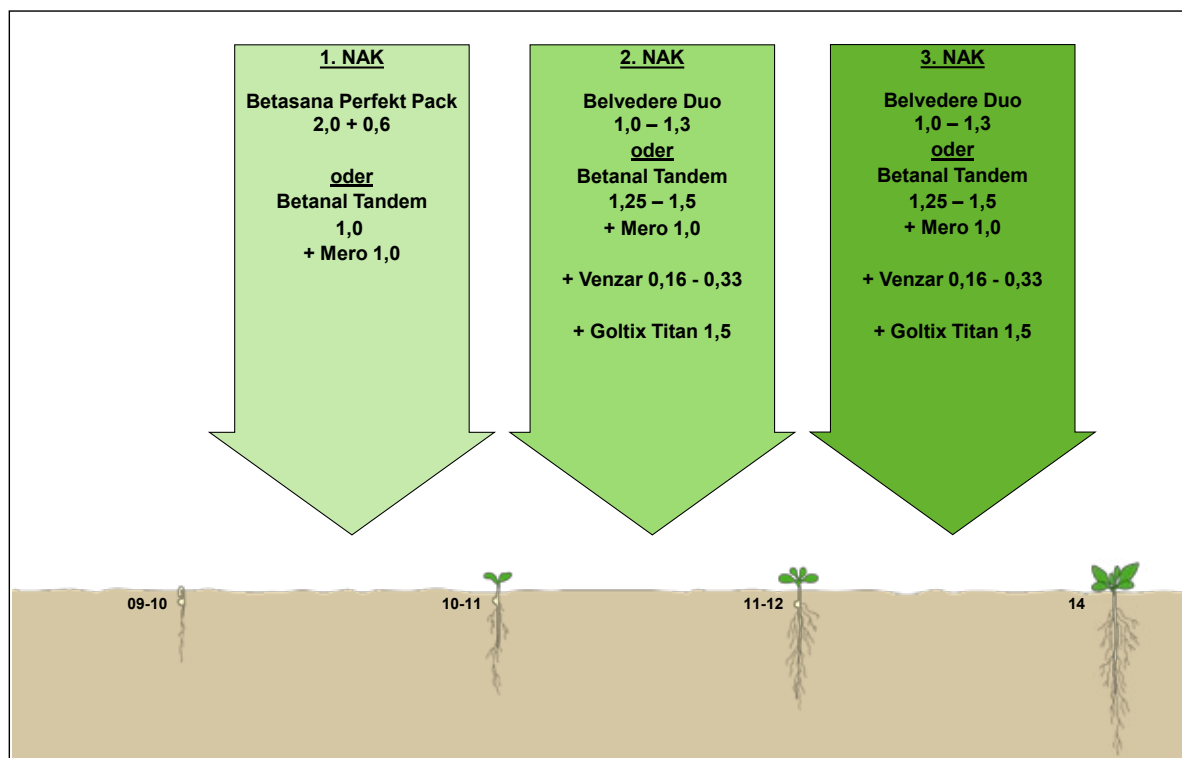 1. NAK
Betasana Perfekt Pack
2,0 + 0,6
oder
Betanal Tandem
1,0
+ Mero 1,0
2. NAK
Belvedere Duo
1,0 – 1,3
oder
Betanal Tandem
1,25 – 1,5
+ Mero 1,0
+ Venzar 0,16 - 0,33
+ Goltix Titan 1,5
3. NAK
Belvedere Duo
1,0 – 1,3
oder
Betanal Tandem
1,25 – 1,5
+ Mero 1,0
+ Venzar 0,16 - 0,33
+ Goltix Titan 1,5
09-10
10-11
11-12
14